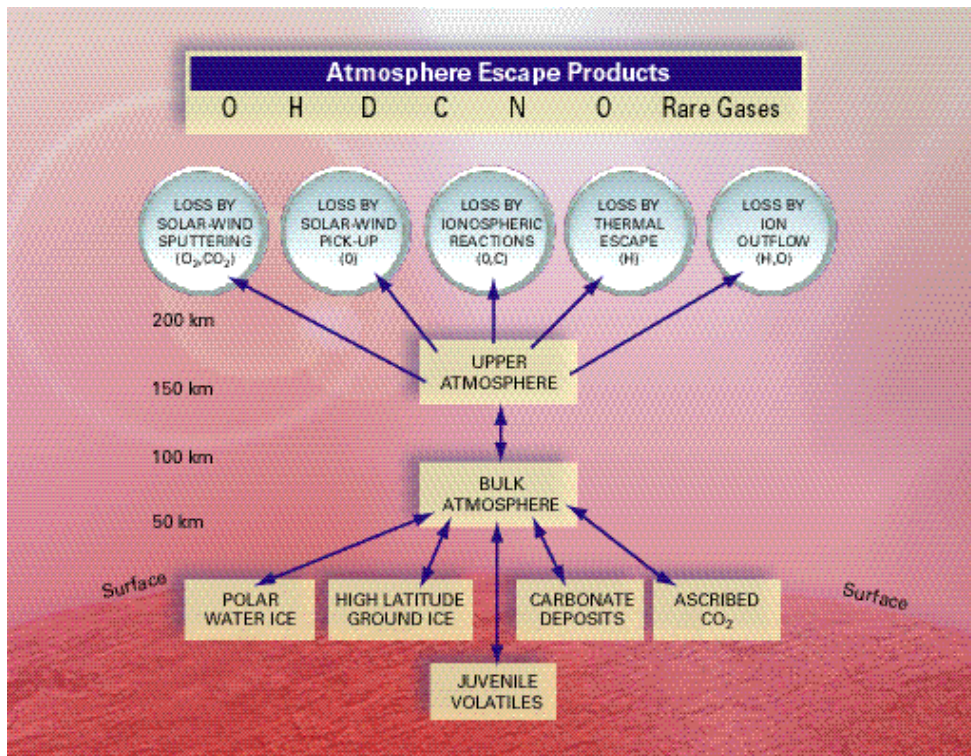 Atmosphere Escape Products
O H D C N O Rare Gases
LOSS BY
SOLAR-WIND
SPUTTERING
(O₂,CO₂)
LOSS BY
SOLAR-WIND
PICK-UP
(O)
LOSS BY
IONOSPHERIC
REACTIONS
(O,C)
LOSS BY
THERMAL
ESCAPE
(H)
LOSS BY
ION
OUTFLOW
(H,O)
200 km
UPPER
ATMOSPHERE
150 km
100 km
BULK
ATMOSPHERE
50 km
Surface
POLAR
WATER ICE
HIGH LATITUDE
GROUND ICE
CARBONATE
DEPOSITS
ASCRIBED
CO₂
Surface
JUVENILE
VOLATILES